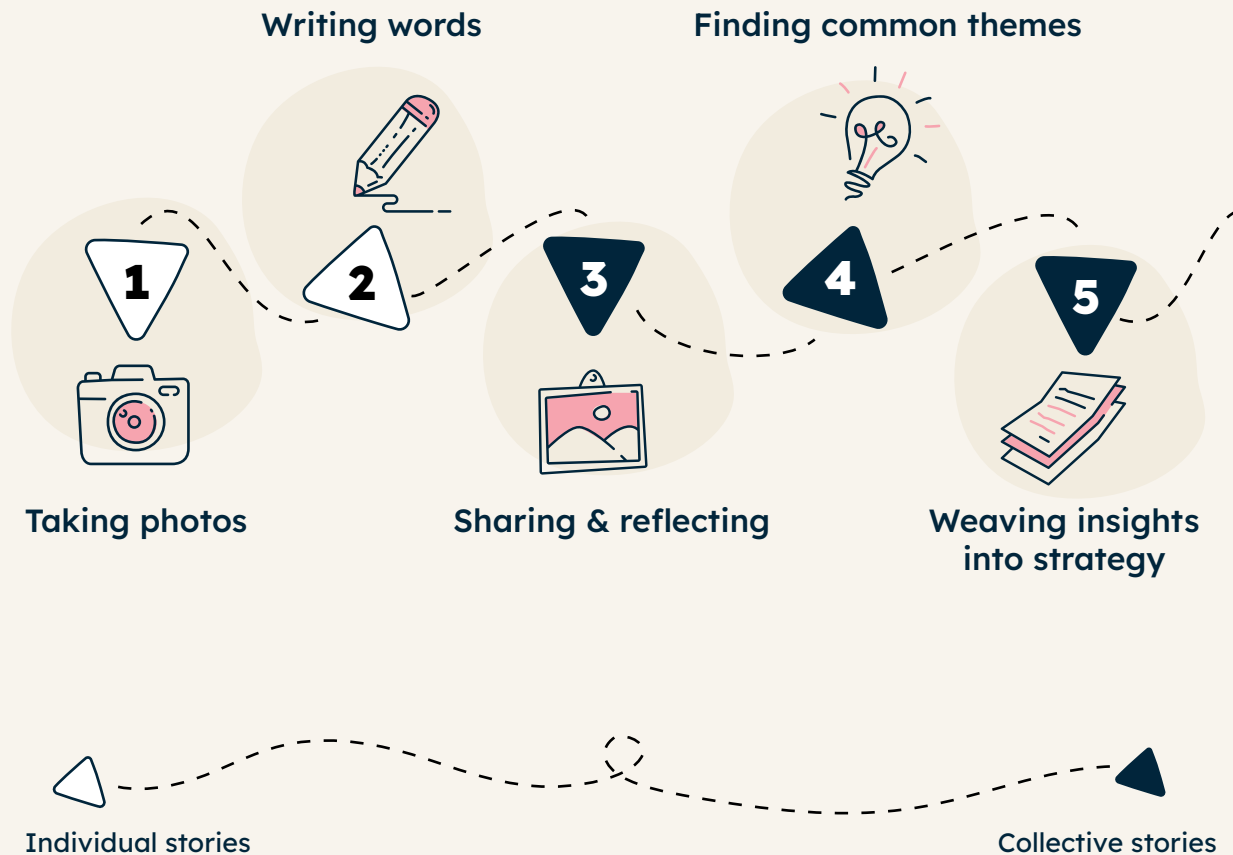 Writing words
Finding common themes
1
2
3
4
5
Taking photos
Sharing & reflecting
Weaving insights
into strategy
Individual stories
Collective stories